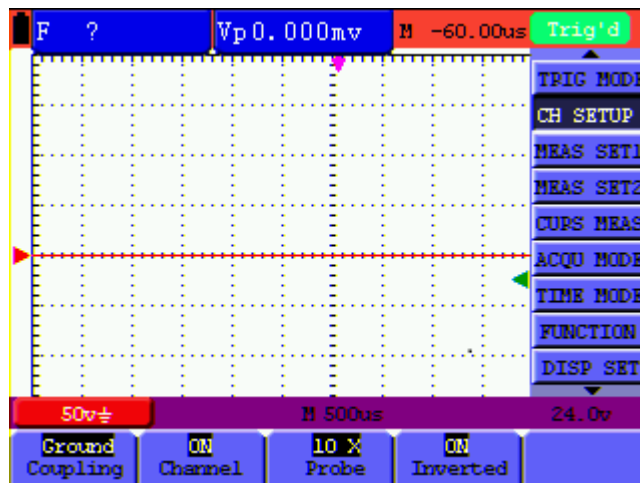 F ?
Vp0.000mv
M -60.00us
Trig'd
TRIG MODE
CH SETUP
MEAS SET1
MEAS SET2
CURS MEAS
ACQU MODE
TIME MODE
FUNCTION
DISP SET
50v
M 500us
24.0v
Ground
Coupling
ON
Channel
10 X
Probe
ON
Inverted